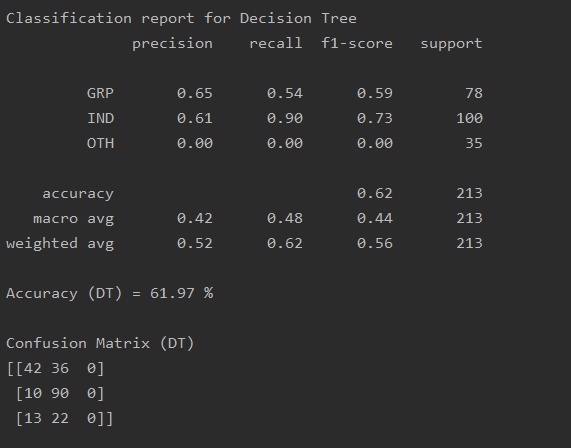 Classification report for Decision Tree
precision recall f1-score support
GRP 0.65 0.54 0.59 78
IND 0.61 0.90 0.73 100
OTH 0.00 0.00 0.00 35
accuracy 0.62 213
macro avg 0.42 0.48 0.44 213
weighted avg 0.52 0.62 0.56 213
Accuracy (DT) = 61.97 %
Confusion Matrix (DT)
[[42 36 0]
[10 90 0]
[13 22 0]]